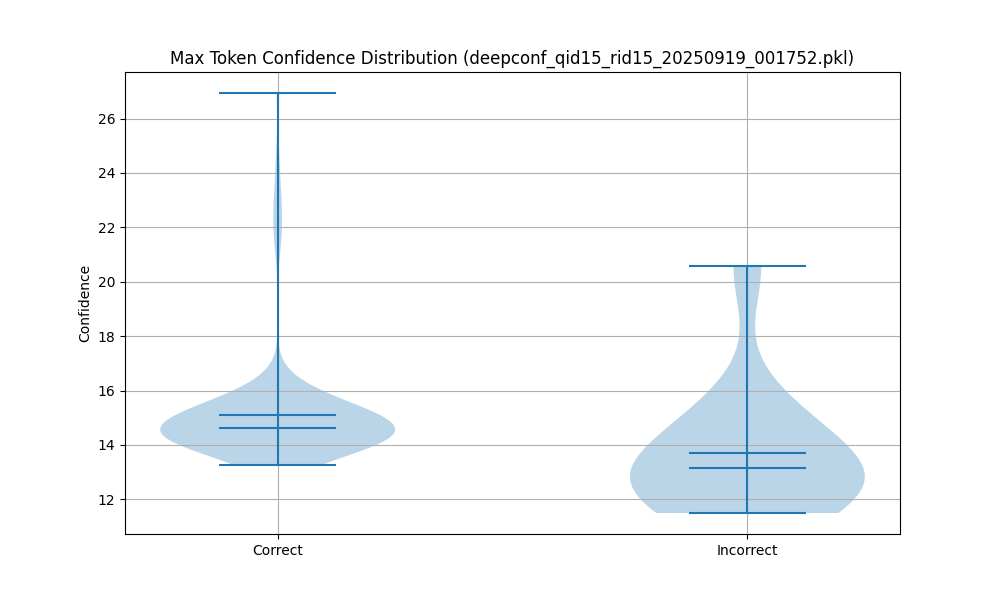 Max Token Confidence Distribution (deepconf_qid15_rid15_20250919_001752.pkl)
Confidence
26
24
22
20
18
16
14
12
Correct Incorrect